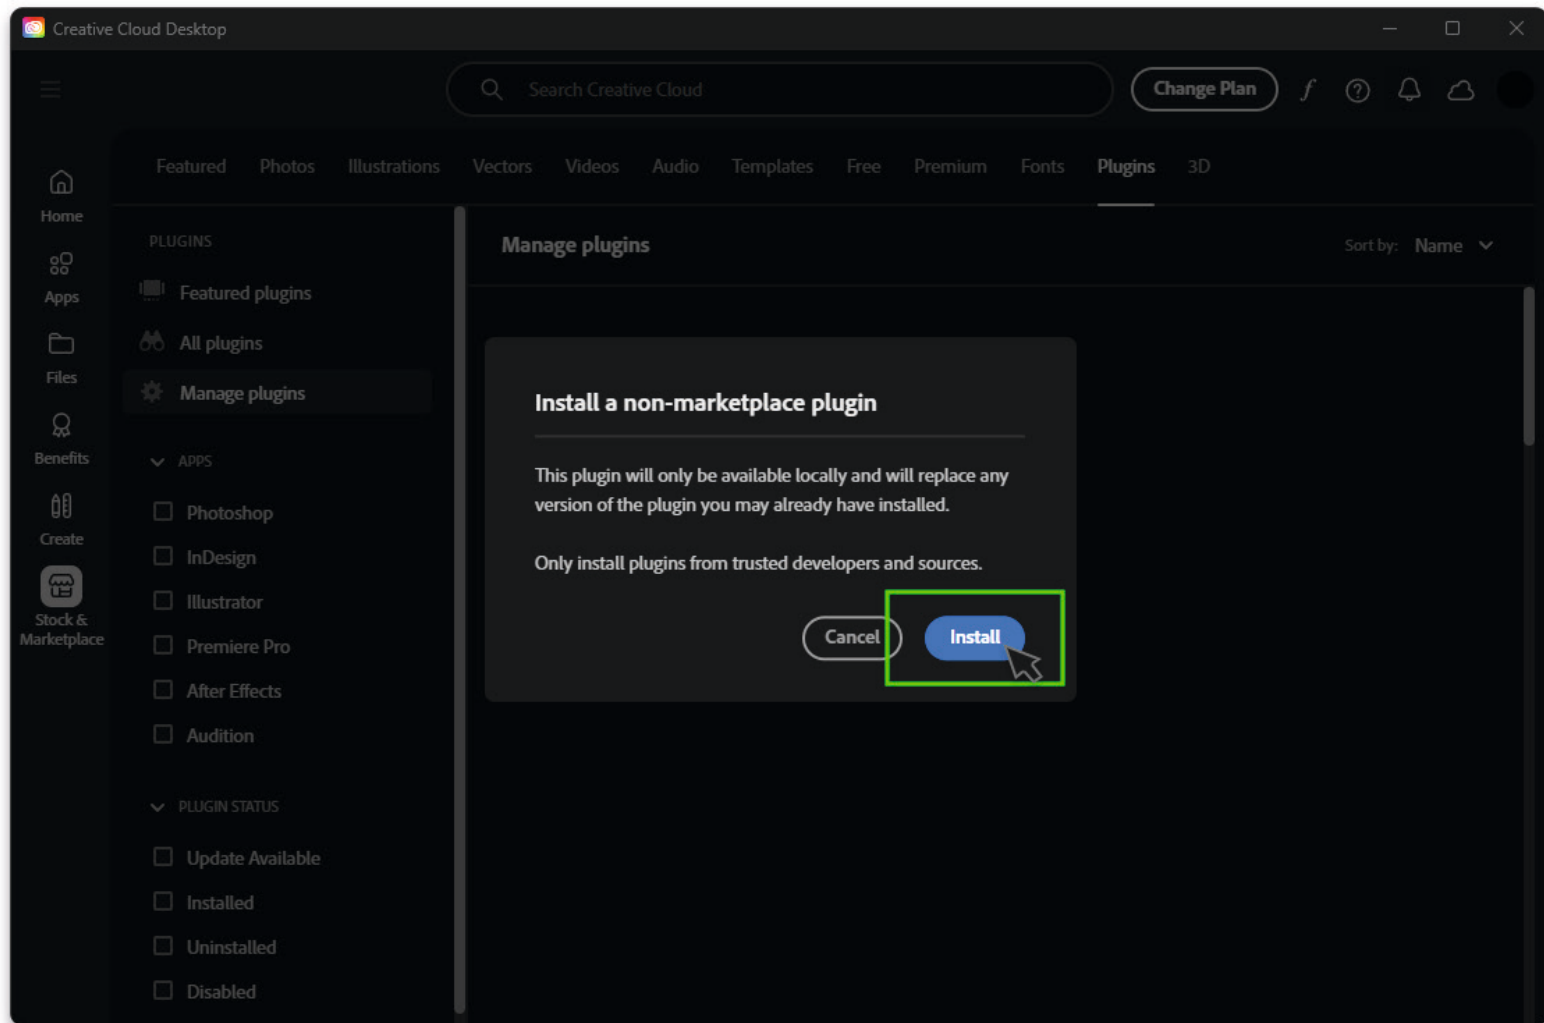 Creative Cloud Desktop
Search Creative Cloud
Change Plan
Featured Photos Illustrations Vectors Videos Audio Templates Free Premium Fonts Plugins 3D
Home
Apps
Files
Benefits
Create
Stock &
Marketplace
PLUGINS
Featured plugins
All plugins
Manage plugins
APPS
Photoshop
InDesign
Illustrator
Premiere Pro
After Effects
Audition
PLUGIN STATUS
Update Available
Installed
Uninstalled
Disabled
Manage plugins
Sort by: Name
Install a non-marketplace plugin
This plugin will only be available locally and will replace any
version of the plugin you may already have installed.
Only install plugins from trusted developers and sources.
Cancel
Install